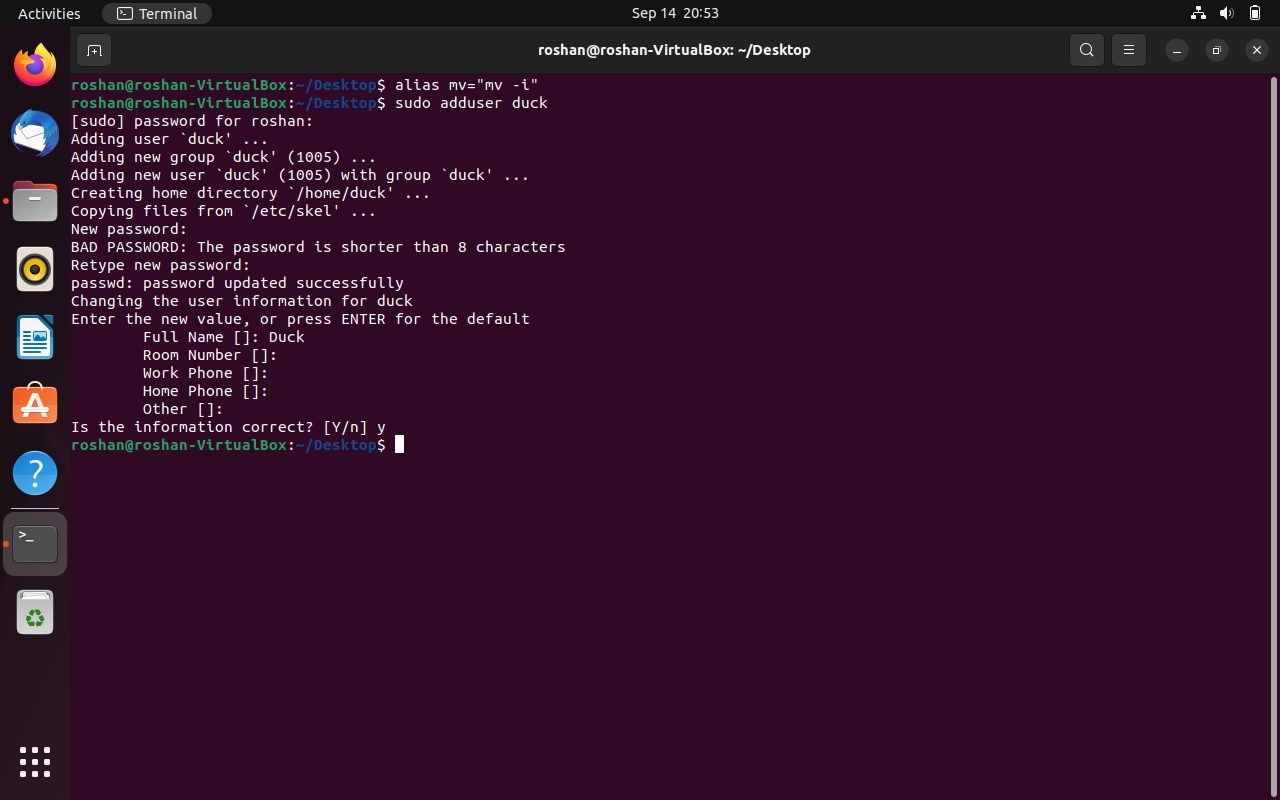 Activities
Terminal
Sep 14 20:53
roshan@roshan-VirtualBox: ~/Desktop
roshan@roshan-VirtualBox:~/Desktop$ alias mv="mv -i"
roshan@roshan-VirtualBox:~/Desktop$ sudo adduser duck
[sudo] password for roshan:
Adding user `duck' ...
Adding new group `duck' (1005) ...
Adding new user `duck' (1005) with group `duck' ...
Creating home directory `/home/duck' ...
Copying files from `/etc/skel' ...
New password:
BAD PASSWORD: The password is shorter than 8 characters
Retype new password:
passwd: password updated successfully
Changing the user information for duck
Enter the new value, or press ENTER for the default
Full Name []: Duck
Room Number []:
Work Phone []:
Home Phone []:
Other []:
Is the information correct? [Y/n] y
roshan@roshan-VirtualBox:~/Desktop$